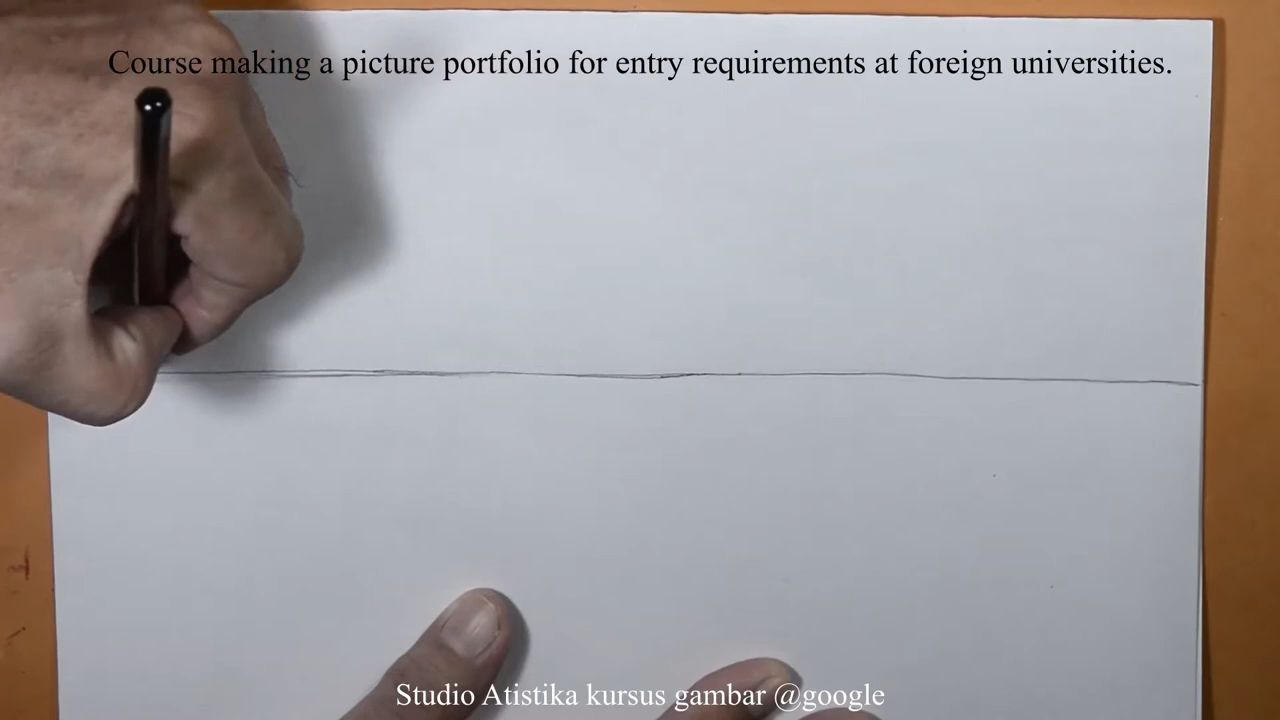 Course making a picture portfolio for entry requirements at foreign universities.
Studio Atistika kursus gambar @google